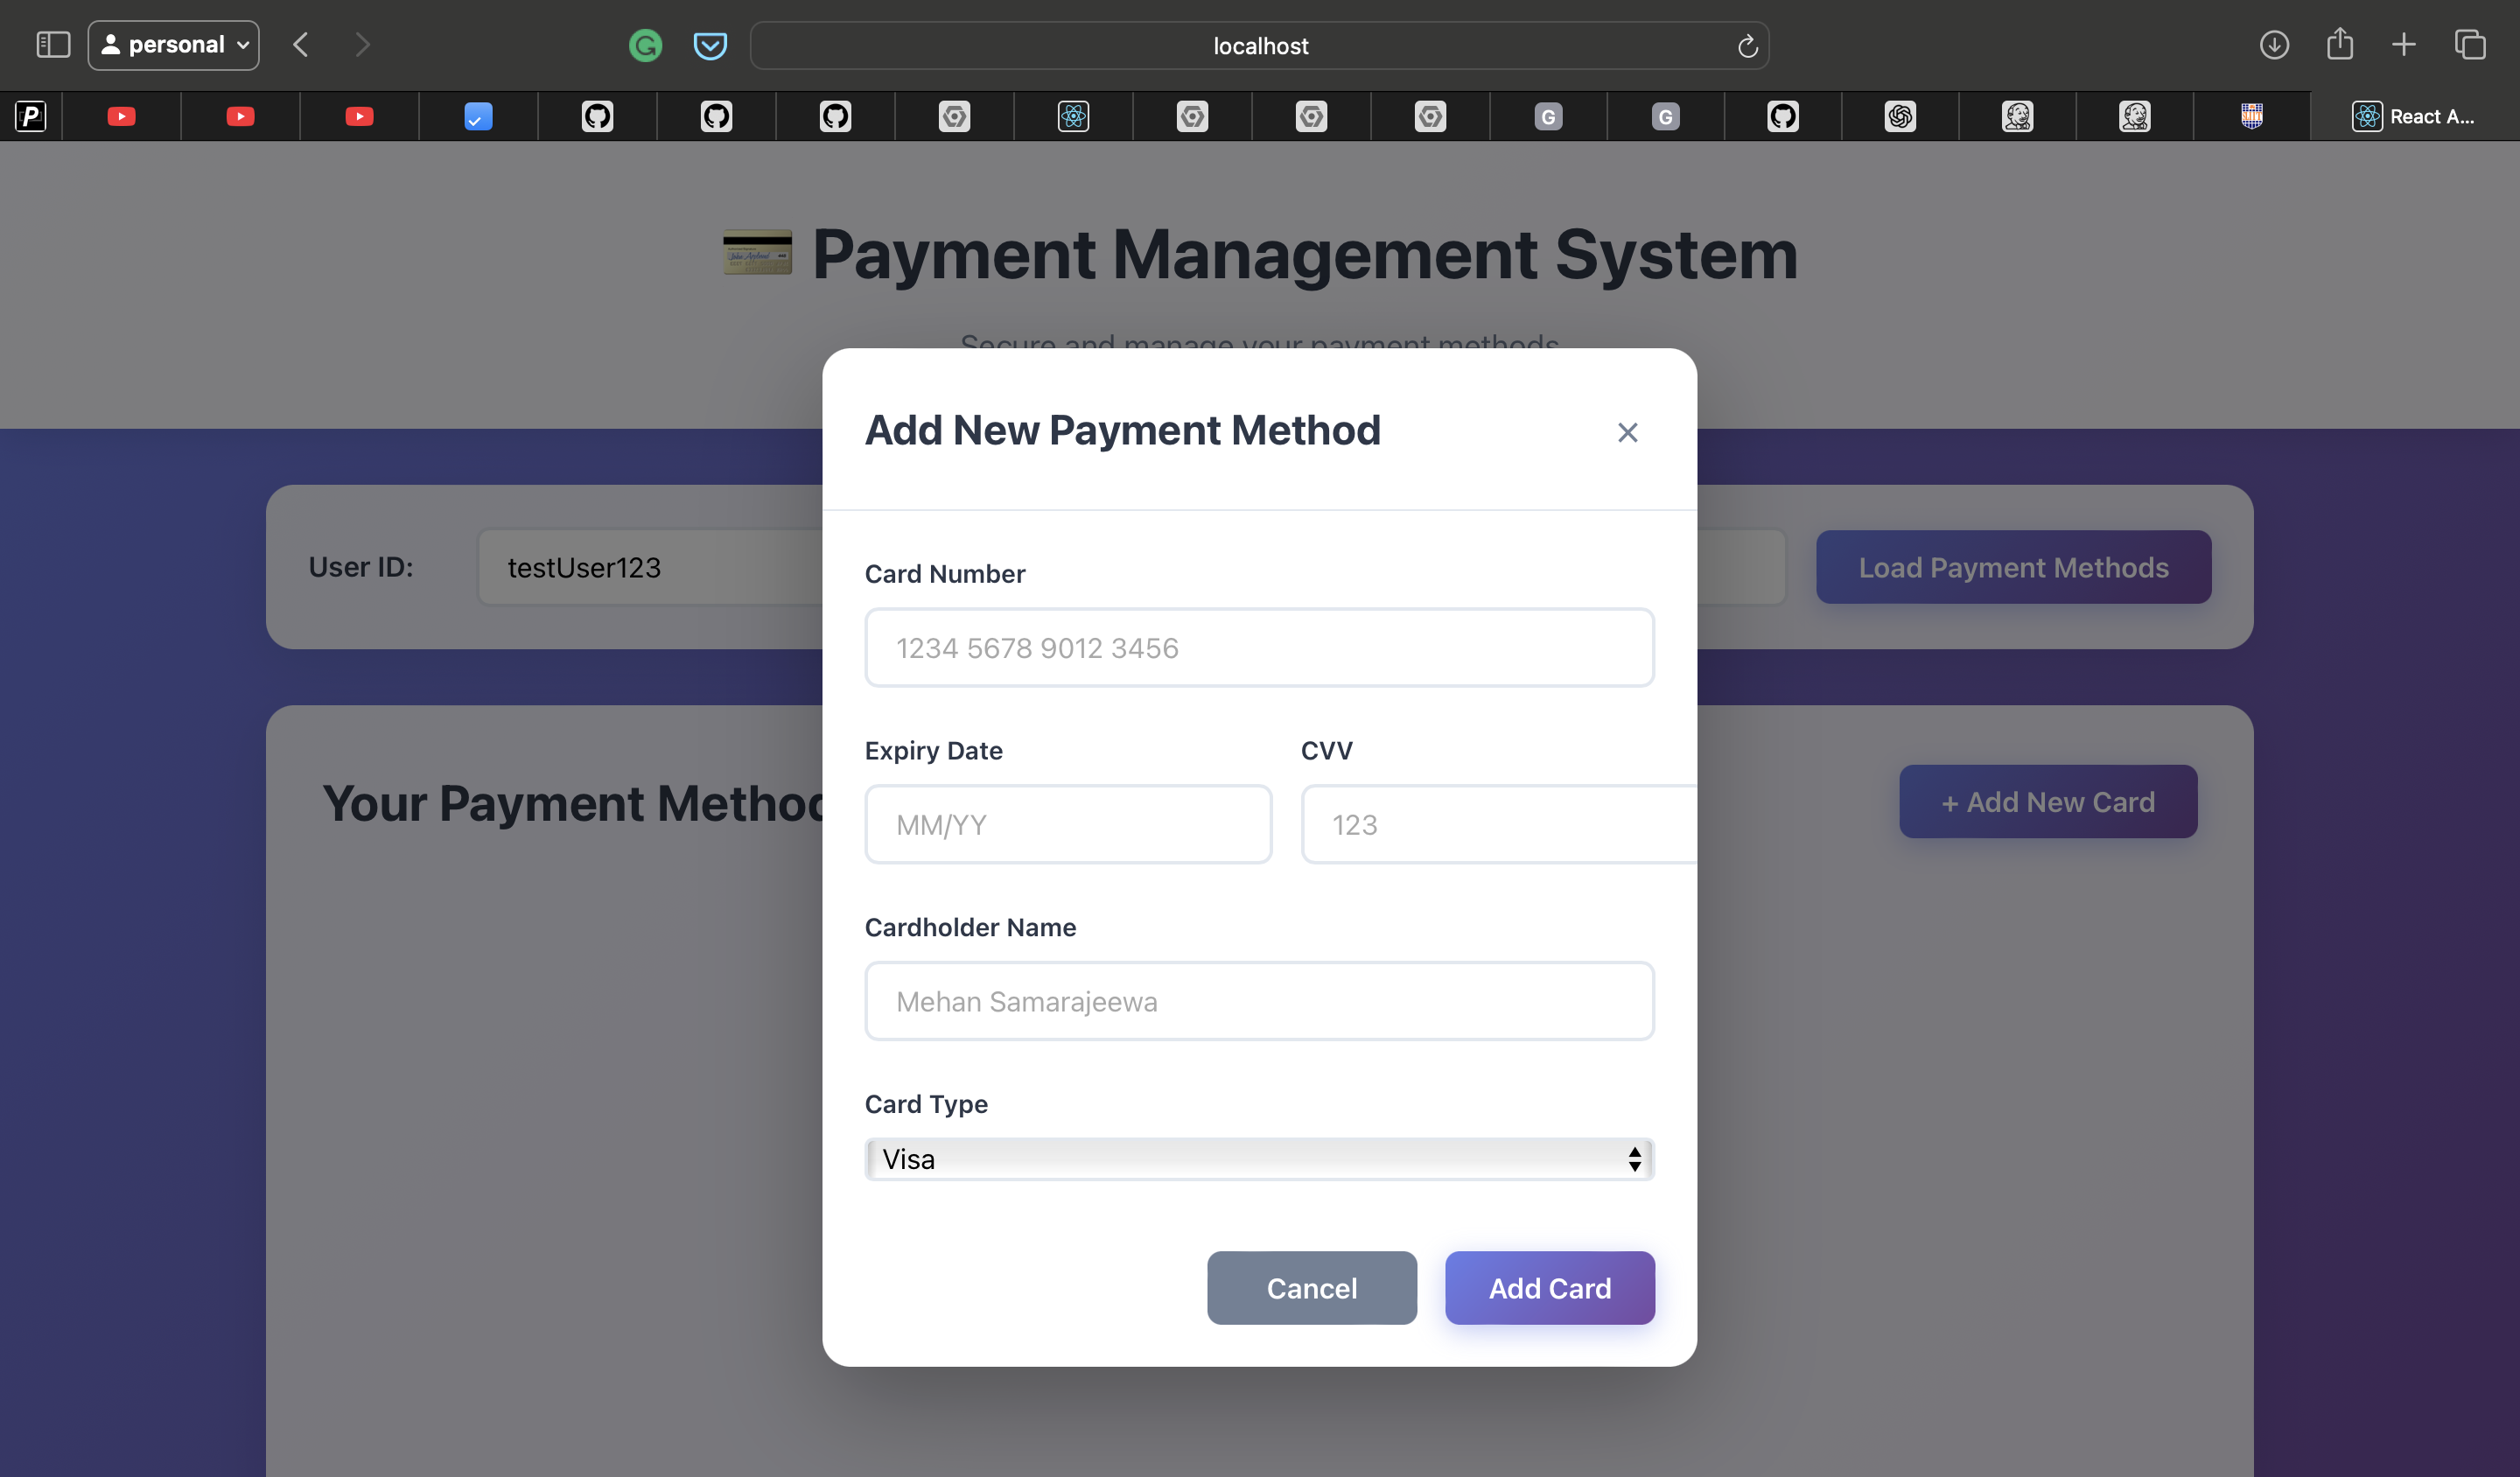 personal
localhost
P
G
G
React A...
Payment Management System
Secure and manage your payment methods
Add New Payment Method
×
User ID:
testUser123
Load Payment Methods
Card Number
1234 5678 9012 3456
Expiry Date
CVV
Your Payment Method
+ Add New Card
MM/YY
123
Cardholder Name
Mehan Samarajeewa
Card Type
Visa
Cancel
Add Card